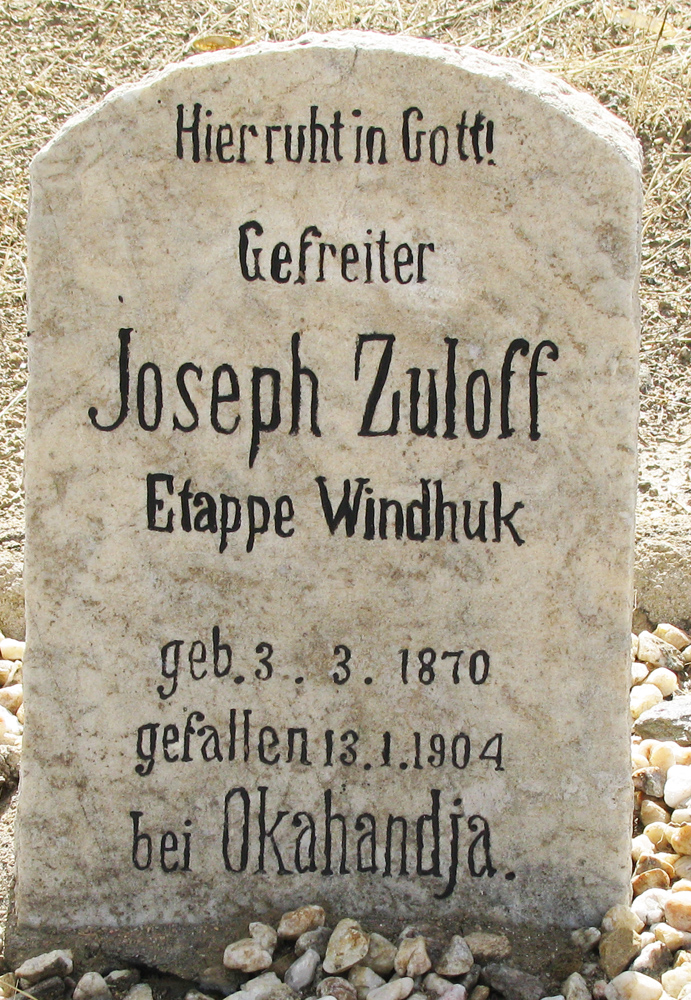 Hier ruht in Gott!
Gefreiter
Joseph Zuloff
Etappe Windhuk
geb. 3. 3. 1870
gefallen 13.1.1904
bei Okahandja.